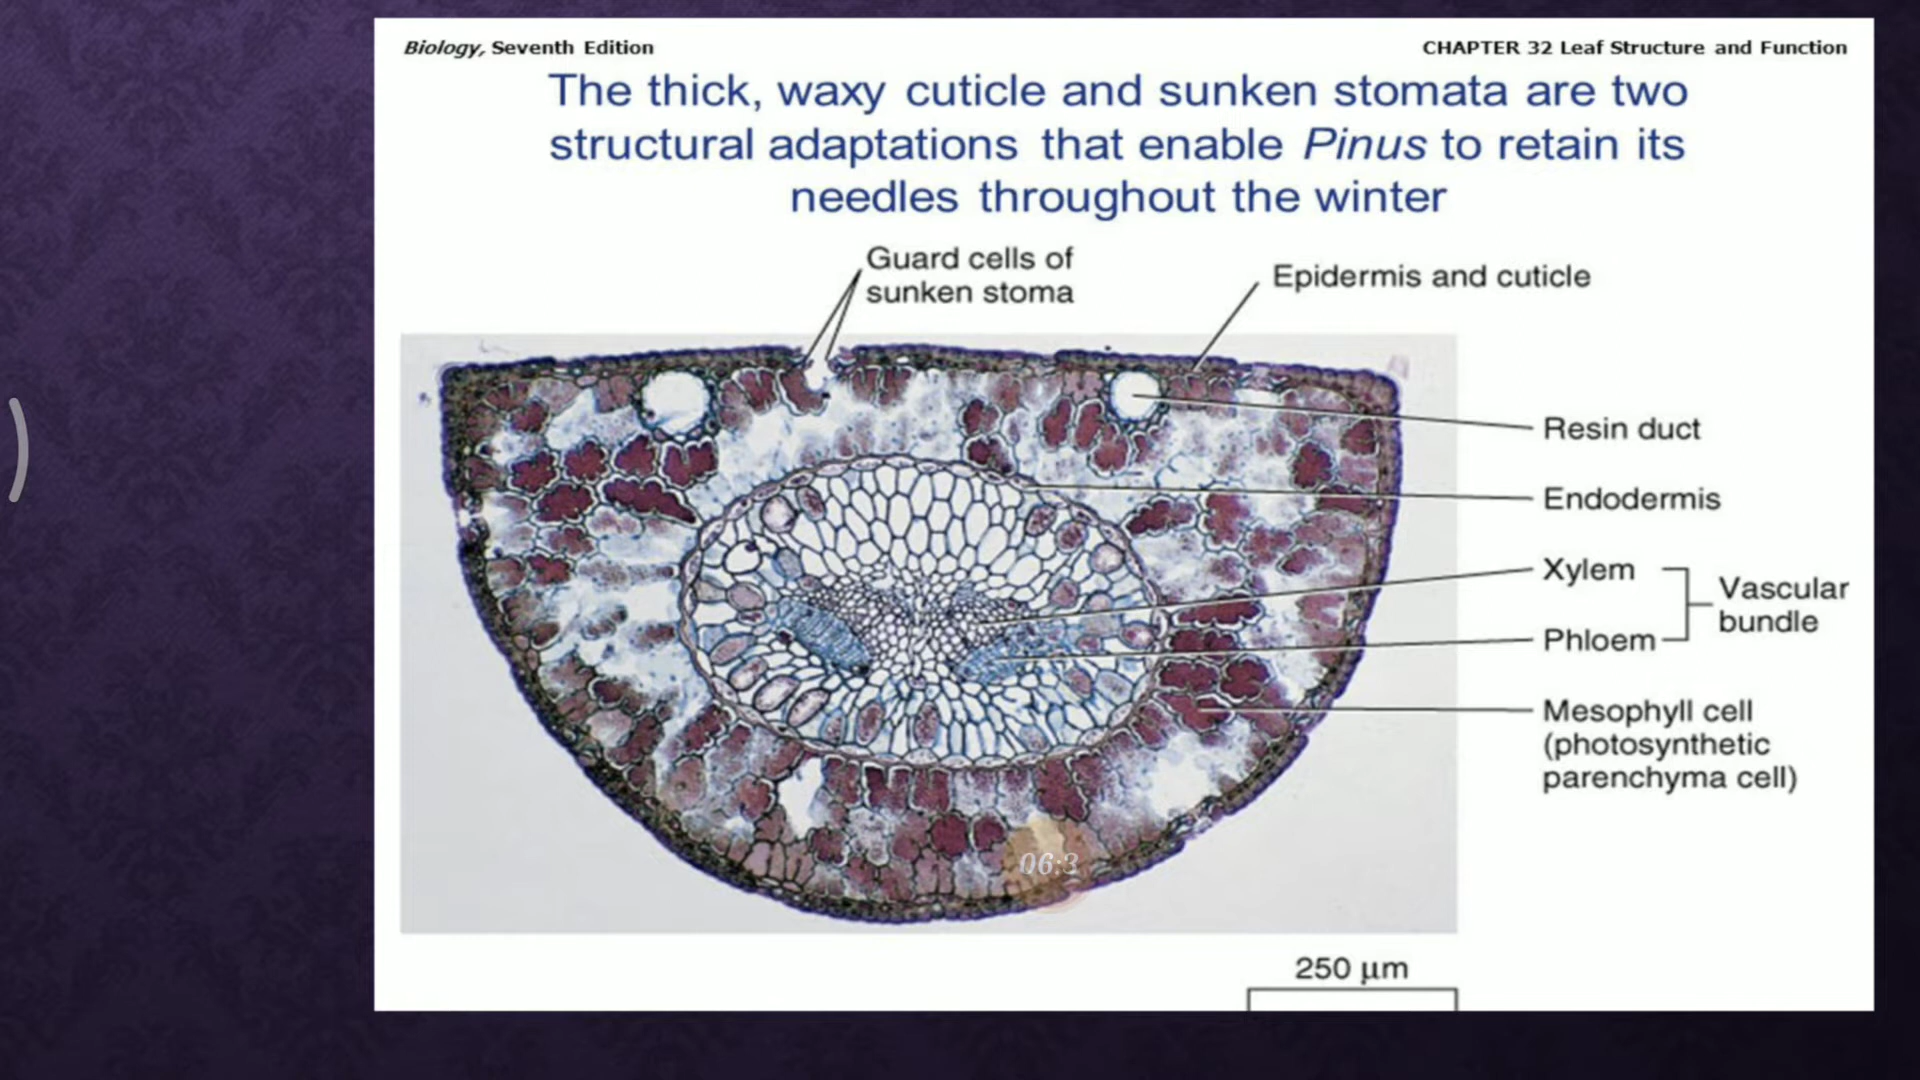 Biology, Seventh Edition
CHAPTER 32 Leaf Structure and Function
The thick, waxy cuticle and sunken stomata are two
structural adaptations that enable Pinus to retain its
needles throughout the winter
Guard cells of
sunken stoma
Epidermis and cuticle
Resin duct
Endodermis
Xylem
Vascular
bundle
Phloem
Mesophyll cell
(photosynthetic
parenchyma cell)
06:3
250 µm